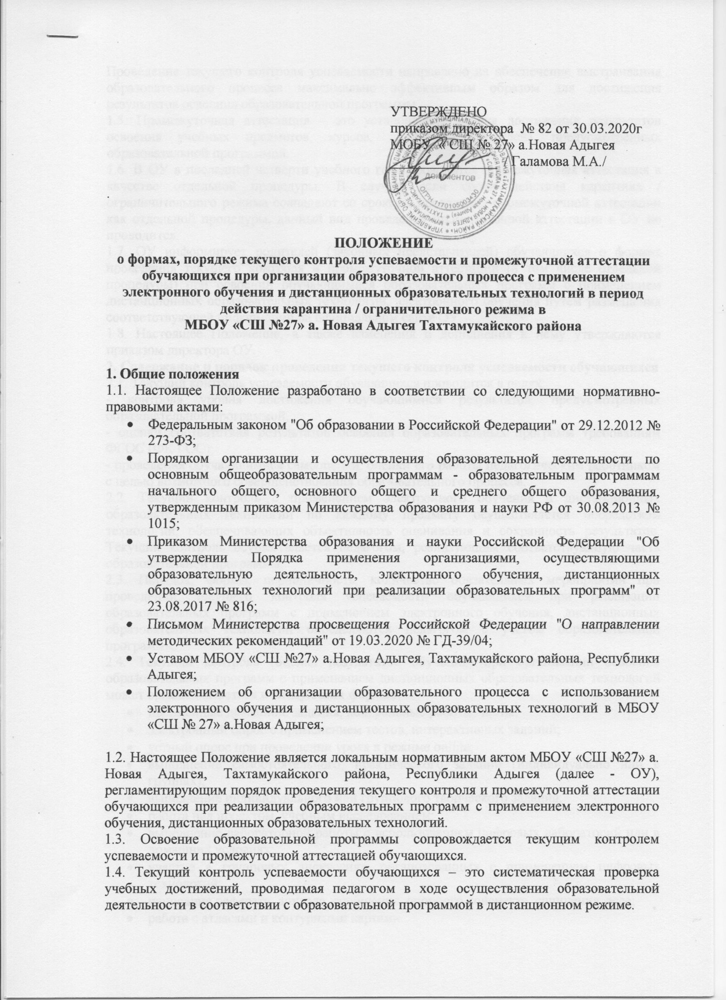 УТВЕРЖДЕНО
приказом директора № 82 от 30.03.2020г
МОБУ « СШ № 27» а.Новая Адыгея
/ Галамова М.А./
Для
документов
ОГРН 1170105003430
ПОЛОЖЕНИЕ
о формах, порядке текущего контроля успеваемости и промежуточной аттестации
обучающихся при организации образовательного процесса с применением
электронного обучения и дистанционных образовательных технологий в период
действия карантина / ограничительного режима в
МБОУ «СШ №27» а. Новая Адыгея Тахтамукайского района
1. Общие положения
1.1. Настоящее Положение разработано в соответствии со следующими нормативно-
правовыми актами:
• Федеральным законом "Об образовании в Российской Федерации" от 29.12.2012 №
273-ФЗ;
• Порядком организации и осуществления образовательной деятельности по
основным общеобразовательным программам - образовательным программам
начального общего, основного общего и среднего общего образования,
утвержденным приказом Министерства образования и науки РФ от 30.08.2013 №
1015;
• Приказом Министерства образования и науки Российской Федерации "Об
утверждении Порядка применения организациями, осуществляющими
образовательную деятельность, электронного обучения, дистанционных
образовательных технологий при реализации образовательных программ" от
23.08.2017 № 816;
• Письмом Министерства просвещения Российской Федерации "О направлении
методических рекомендаций" от 19.03.2020 № ГД-39/04;
• Уставом МБОУ «СШ №27» а.Новая Адыгея, Тахтамукайского района, Республики
Адыгея;
• Положением об организации образовательного процесса с использованием
электронного обучения и дистанционных образовательных технологий в МБОУ
«СШ № 27» а.Новая Адыгея;
1.2. Настоящее Положение является локальным нормативным актом МБОУ «СШ №27» а.
Новая Адыгея, Тахтамукайского района, Республики Адыгея (далее - ОУ),
регламентирующим порядок проведения текущего контроля и промежуточной аттестации
обучающихся при реализации образовательных программ с применением электронного
обучения, дистанционных образовательных технологий.
1.3. Освоение образовательной программы сопровождается текущим контролем
успеваемости и промежуточной аттестацией обучающихся.
1.4. Текущий контроль успеваемости обучающихся – это систематическая проверка
учебных достижений, проводимая педагогом в ходе осуществления образовательной
деятельности в соответствии с образовательной программой в дистанционном режиме.